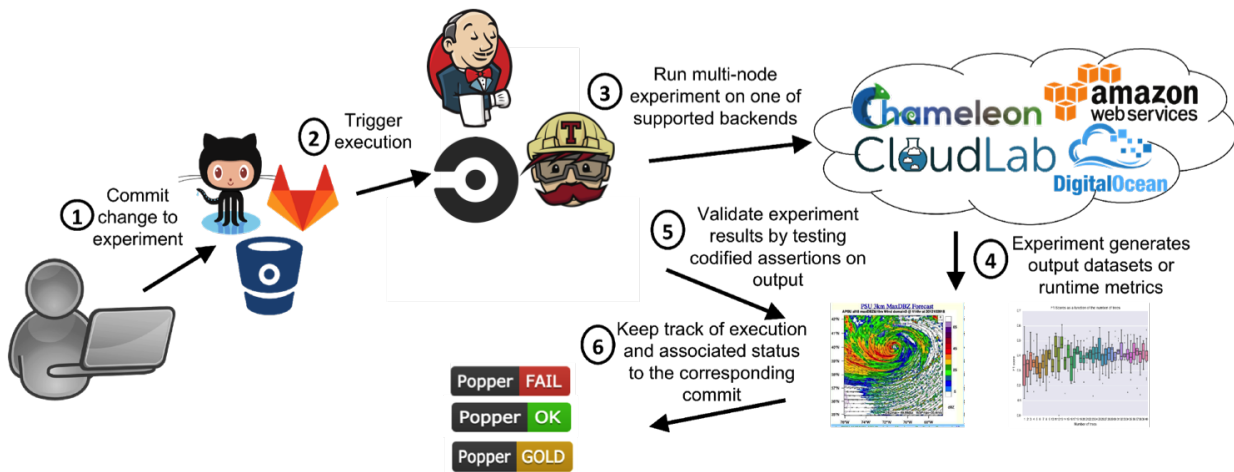 1
Commit
change to
experiment
2
Trigger
execution
T
3
Run multi-node
experiment on one of
supported backends
Chameleon
amazon
web services
CloudLab
DigitalOcean
4
Experiment generates
output datasets or
runtime metrics
5
Validate experiment
results by testing
codified assertions on
output
PSU 3km MaxDBZ Forecast
6
Keep track of execution
and associated status
to the corresponding
commit
Popper FAIL
Popper OK
Popper GOLD